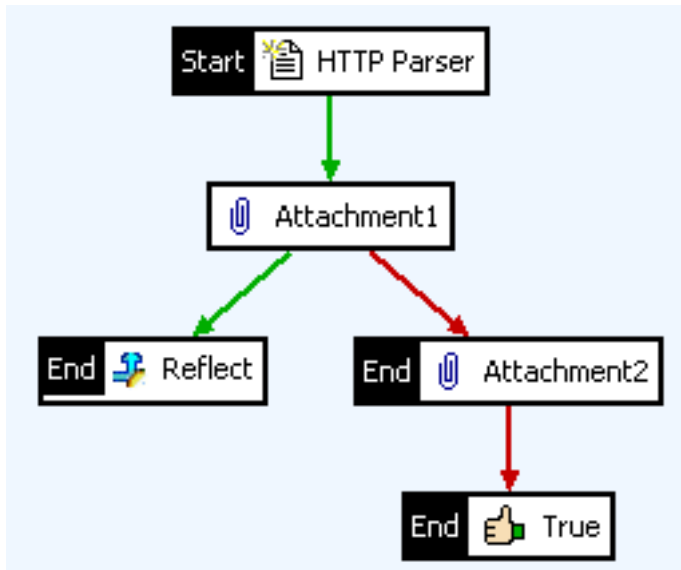 Start HTTP Parser
Attachment1
End Reflect
End Attachment2
End True